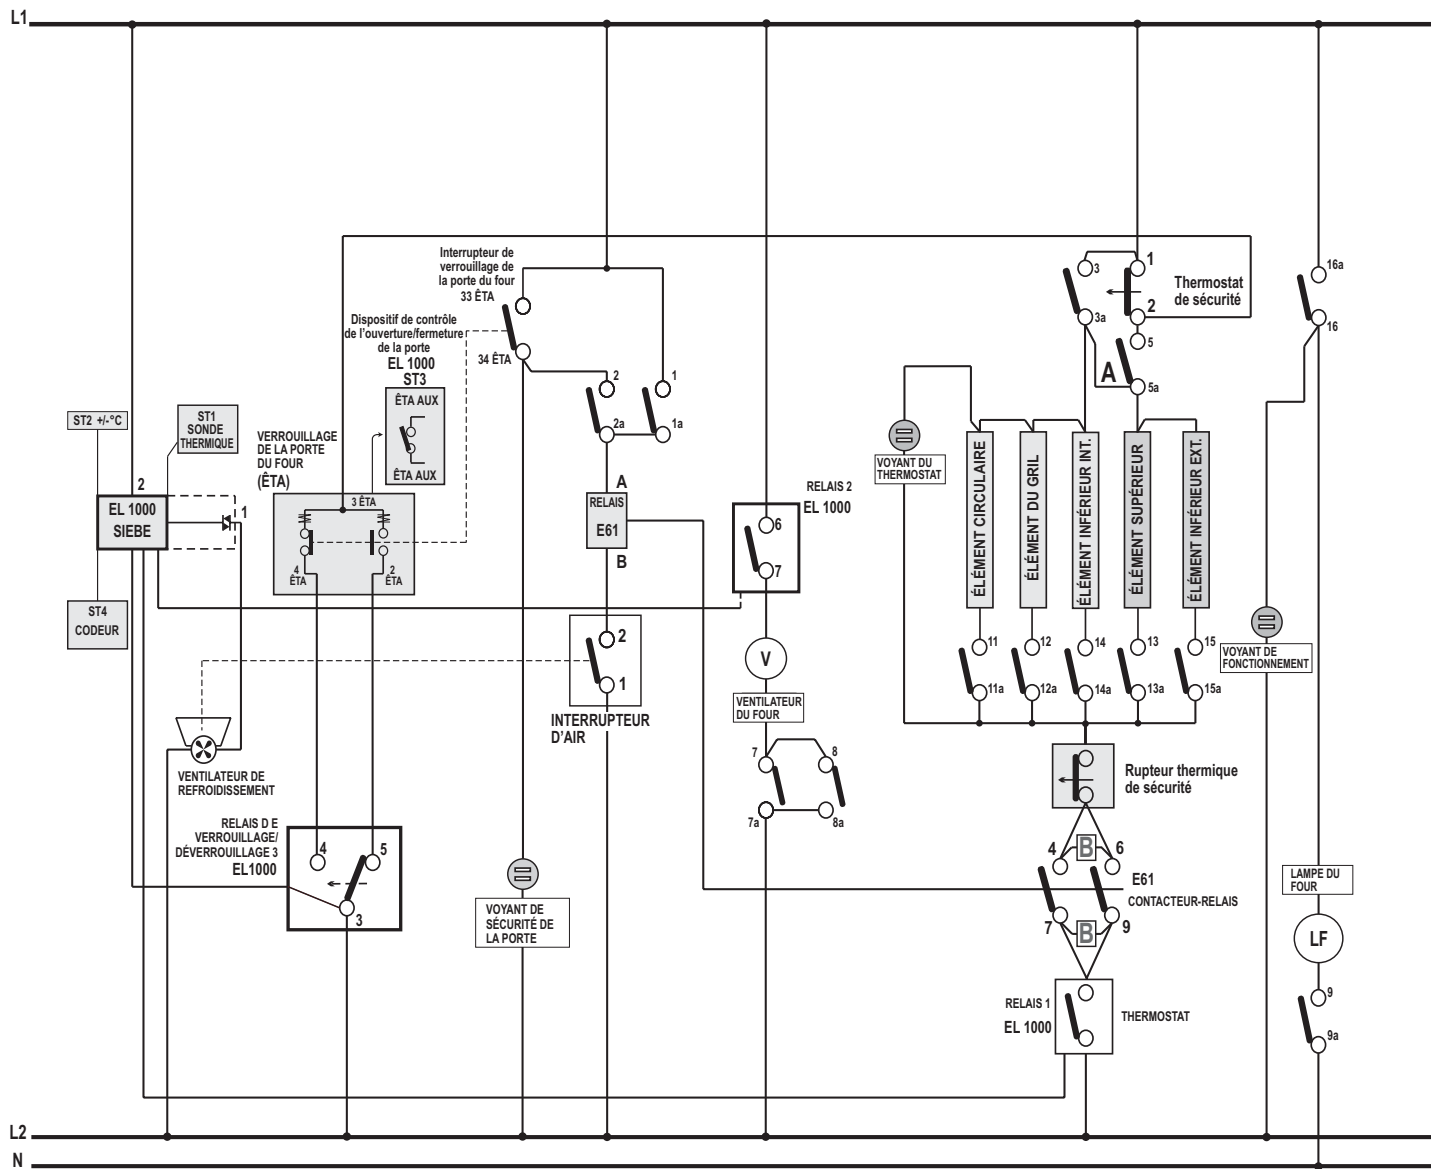 L1
Interrupteur de
verrouillage de
la porte du four
33 ÊTA
34 ÊTA
Dispositif de contrôle
de l'ouverture/fermeture
de la porte
EL 1000
ST3
ÊTA AUX
ÊTA AUX
3
1
Thermostat
de sécurité
2
3a
5
A
5a
16a
16
2
1
2a
1a
ST2 +/-°C
ST1
SONDE
THERMIQUE
VERROUILLAGE
DE LA PORTE
DU FOUR
(ÊTA)
3 ÊTA
4
ÊTA
2
ÊTA
2
EL 1000
SIEBE
1
ST4
CODEUR
A
RELAIS
E61
B
RELAIS 2
EL 1000
6
7
VOYANT DU
THERMOSTAT
ÉLÉMENT CIRCULAIRE
ÉLÉMENT DU GRIL
ÉLÉMENT INFÉRIEUR INT.
ÉLÉMENT SUPÉRIEUR
ÉLÉMENT INFÉRIEUR EXT.
11
12
14
13
15
11a
12a
14a
13a
15a
VOYANT DE
FONCTIONNEMENT
2
1
INTERRUPTEUR
D'AIR
V
VENTILATEUR
DU FOUR
7
8
7a
8a
VENTILATEUR DE
REFROIDISSEMENT
RELAIS D E
VERROUILLAGE/
DÉVERROUILLAGE 3
EL1000
4
5
3
VOYANT DE
SÉCURITÉ DE
LA PORTE
Rupteur thermique
de sécurité
4
B
6
E61
CONTACTEUR-RELAIS
7
B
9
RELAIS 1
EL 1000
THERMOSTAT
LAMPE DU
FOUR
LF
9
9a
L2
N